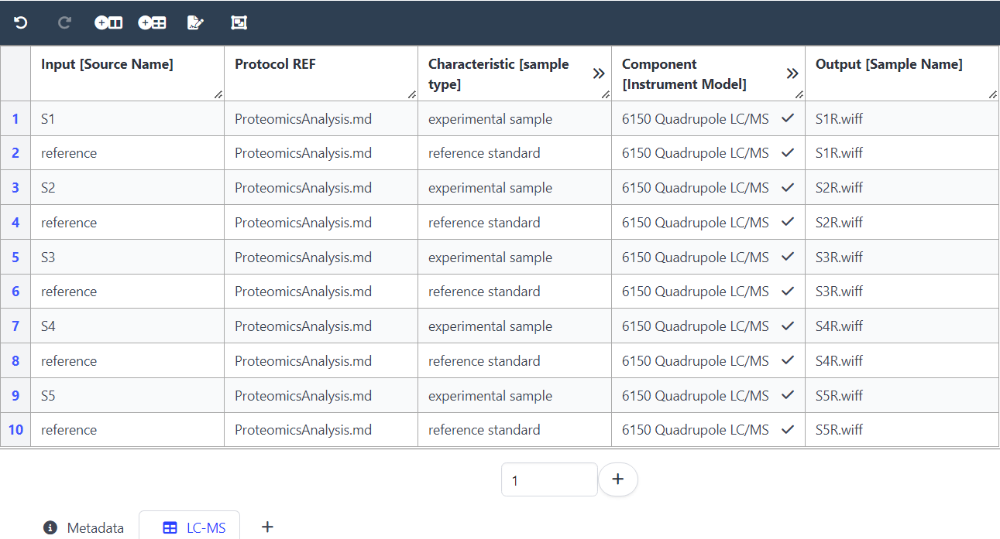 Input [Source Name] Protocol REF Characteristic [sample type] Component [Instrument Model] Output [Sample Name]
1 S1 ProteomicsAnalysis.md experimental sample 6150 Quadrupole LC/MS S1R.wiff
2 reference ProteomicsAnalysis.md reference standard 6150 Quadrupole LC/MS S1R.wiff
3 S2 ProteomicsAnalysis.md experimental sample 6150 Quadrupole LC/MS S2R.wiff
4 reference ProteomicsAnalysis.md reference standard 6150 Quadrupole LC/MS S2R.wiff
5 S3 ProteomicsAnalysis.md experimental sample 6150 Quadrupole LC/MS S3R.wiff
6 reference ProteomicsAnalysis.md reference standard 6150 Quadrupole LC/MS S3R.wiff
7 S4 ProteomicsAnalysis.md experimental sample 6150 Quadrupole LC/MS S4R.wiff
8 reference ProteomicsAnalysis.md reference standard 6150 Quadrupole LC/MS S4R.wiff
9 S5 ProteomicsAnalysis.md experimental sample 6150 Quadrupole LC/MS S5R.wiff
10 reference ProteomicsAnalysis.md reference standard 6150 Quadrupole LC/MS S5R.wiff
1 +
Metadata LC-MS +